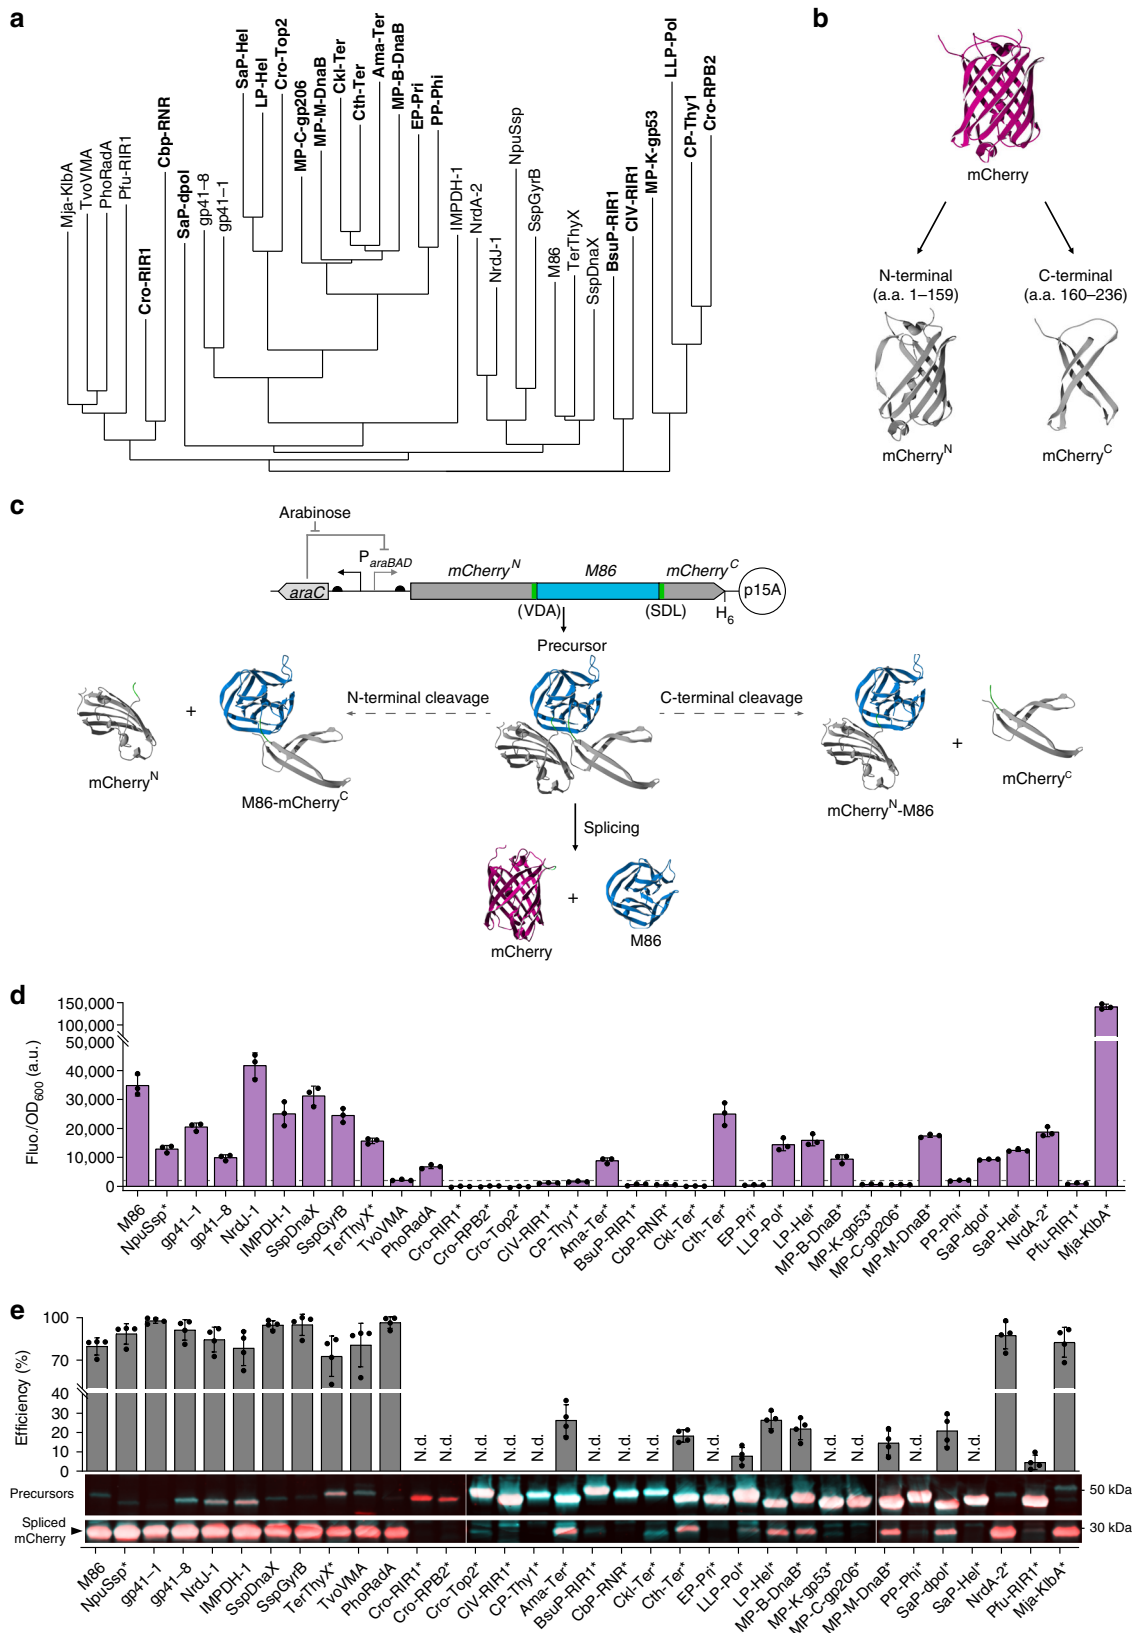 a
Mja-KlbA
TvoVMA
PhoRadA
Pfu-RIR1
Cro-RIR1
Cbp-RNR
SaP-dpol
gp41–8
gp41–1
SaP-Hel
LP-Hel
Cro-Top2
MP-C-gp206
MP-M-DnaB
Ckl-Ter
Cth-Ter
Ama-Ter
MP-B-DnaB
EP-Pri
PP-Phi
IMPDH-1
NrdA-2
NrdJ-1
NpuSsp
SspGyrB
M86
TerThyX
SspDnaX
BsuP-RIR1
CIV-RIR1
MP-K-gp53
LLP-Pol
CP-Thy1
Cro-RPB2
b
mCherry
N-terminal
(a.a. 1–159)
C-terminal
(a.a. 160–236)
mCherryN
mCherryC
c
Arabinose
ParaBAD
araC
mCherryN
M86
mCherryC
p15A
(VDA)
(SDL)
H6
Precursor
N-terminal cleavage
C-terminal cleavage
+
+
mCherryN
M86-mCherryC
mCherryN-M86
mCherryC
Splicing
+
mCherry
M86
d
Fluo./OD600 (a.u.)
150,000
100,000
50,000
40,000
30,000
20,000
10,000
0
M86
NpuSsp*
gp41–1
gp41–8
NrdJ-1
IMPDH-1
SspDnaX
SspGyrB
TerThyX*
TvoVMA
PhoRadA
Cro-RIR1*
Cro-RPB2*
Cro-Top2*
CIV-RIR1*
CP-Thy1*
Ama-Ter*
BsuP-RIR1*
CbP-RNR*
Ckl-Ter*
Cth-Ter*
EP-Pri*
LLP-Pol*
LP-Hel*
MP-B-DnaB*
MP-K-gp53*
MP-C-gp206*
MP-M-DnaB*
PP-Phi*
SaP-dpol*
SaP-Hel*
NrdA-2*
Pfu-RIR1*
Mja-KlbA*
e
Efficiency (%)
100
70
40
30
20
10
0
N.d.
N.d.
N.d.
N.d.
N.d.
N.d.
N.d.
N.d.
N.d.
N.d.
N.d.
N.d.
N.d.
Precursors
50 kDa
Spliced
mCherry
30 kDa
M86
NpuSsp*
gp41–1
gp41–8
NrdJ-1
IMPDH-1
SspDnaX
SspGyrB
TerThyX*
TvoVMA
PhoRadA
Cro-RIR1*
Cro-RPB2*
Cro-Top2*
CIV-RIR1*
CP-Thy1*
Ama-Ter*
BsuP-RIR1*
CbP-RNR*
Ckl-Ter*
Cth-Ter*
EP-Pri*
LLP-Pol*
LP-Hel*
MP-B-DnaB*
MP-K-gp53*
MP-C-gp206*
MP-M-DnaB*
PP-Phi*
SaP-dpol*
SaP-Hel*
NrdA-2*
Pfu-RIR1*
Mja-KlbA*